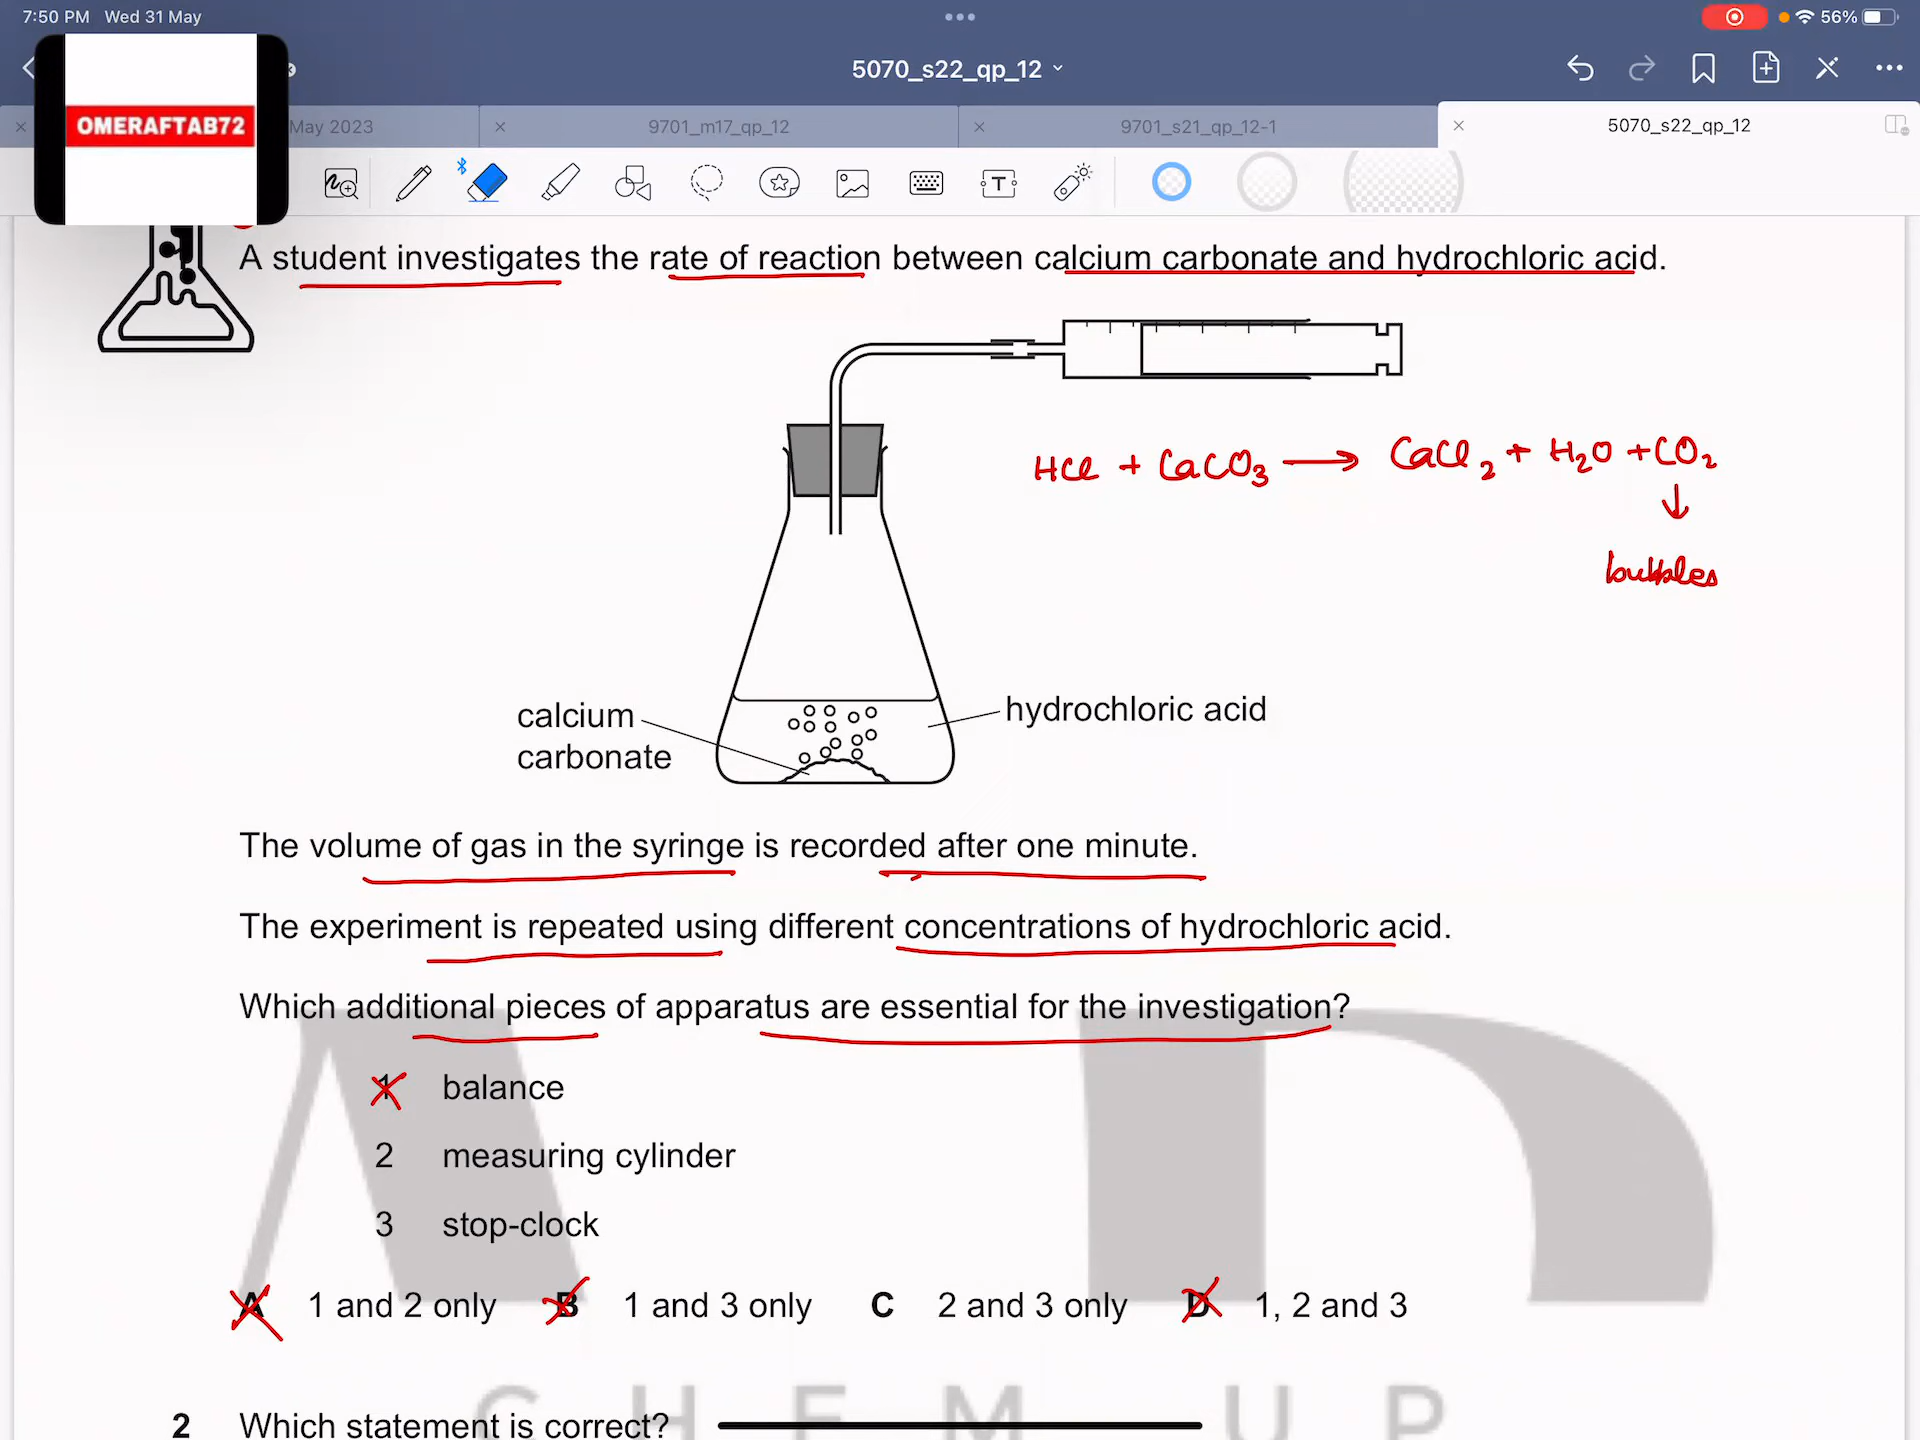 7:50 PM Wed 31 May
56%
5070_s22_qp_12
OMERAFTAB72
May 2023
9701_m17_qp_12
9701_s21_qp_12-1
5070_s22_qp_12
A student investigates the rate of reaction between calcium carbonate and hydrochloric acid.
HCl + CaCO3 → CaCl2 + H2O + CO2
↓
bubbles
calcium
carbonate
hydrochloric acid
The volume of gas in the syringe is recorded after one minute.
The experiment is repeated using different concentrations of hydrochloric acid.
Which additional pieces of apparatus are essential for the investigation?
1 balance
2 measuring cylinder
3 stop-clock
A 1 and 2 only B 1 and 3 only C 2 and 3 only D 1, 2 and 3
CHEM UP
2 Which statement is correct?